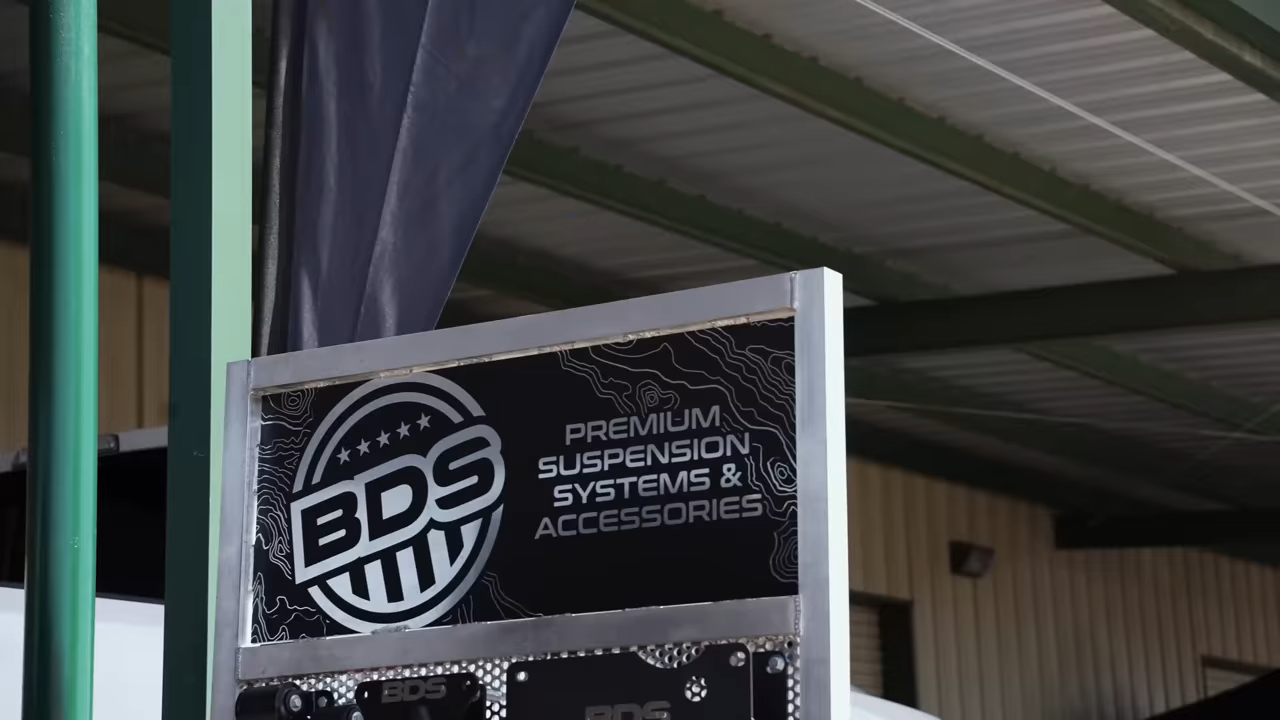 BDS
PREMIUM
SUSPENSION
SYSTEMS &
ACCESSORIES
BDS
BDS